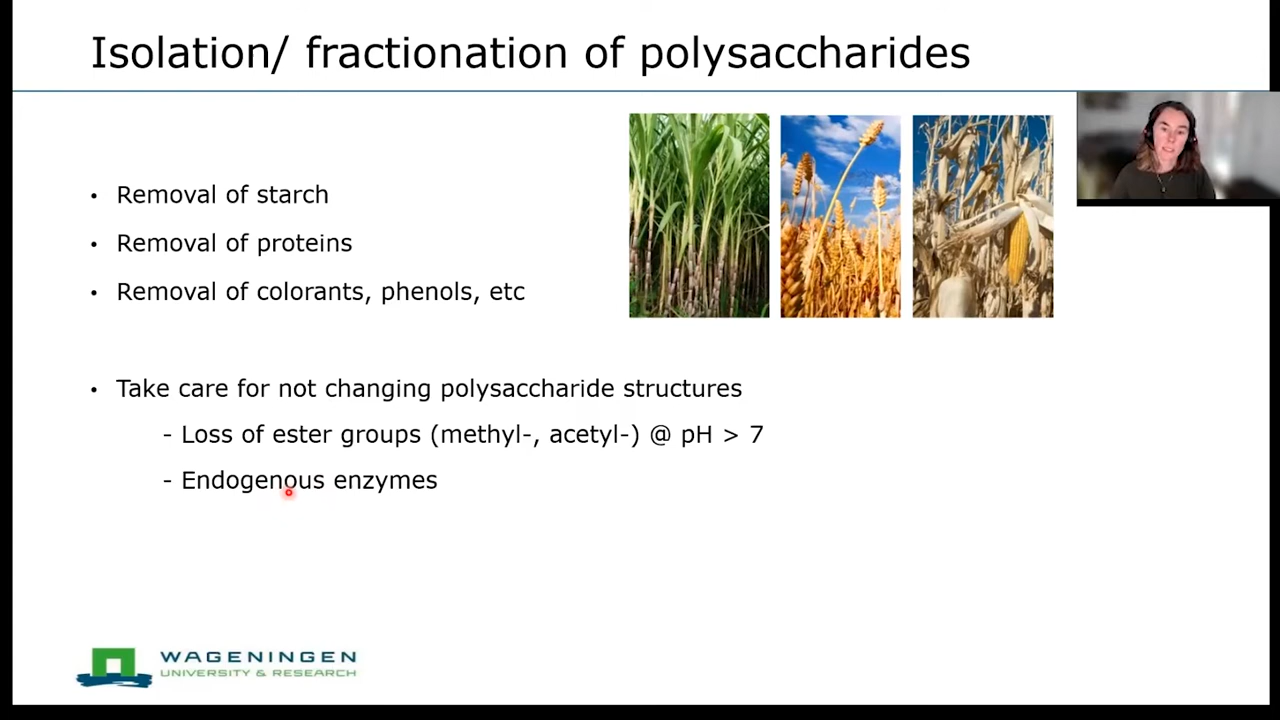 Isolation/ fractionation of polysaccharides
• Removal of starch
• Removal of proteins
• Removal of colorants, phenols, etc
• Take care for not changing polysaccharide structures
- Loss of ester groups (methyl-, acetyl-) @ pH > 7
- Endogenous enzymes
WAGENINGEN
UNIVERSITY & RESEARCH